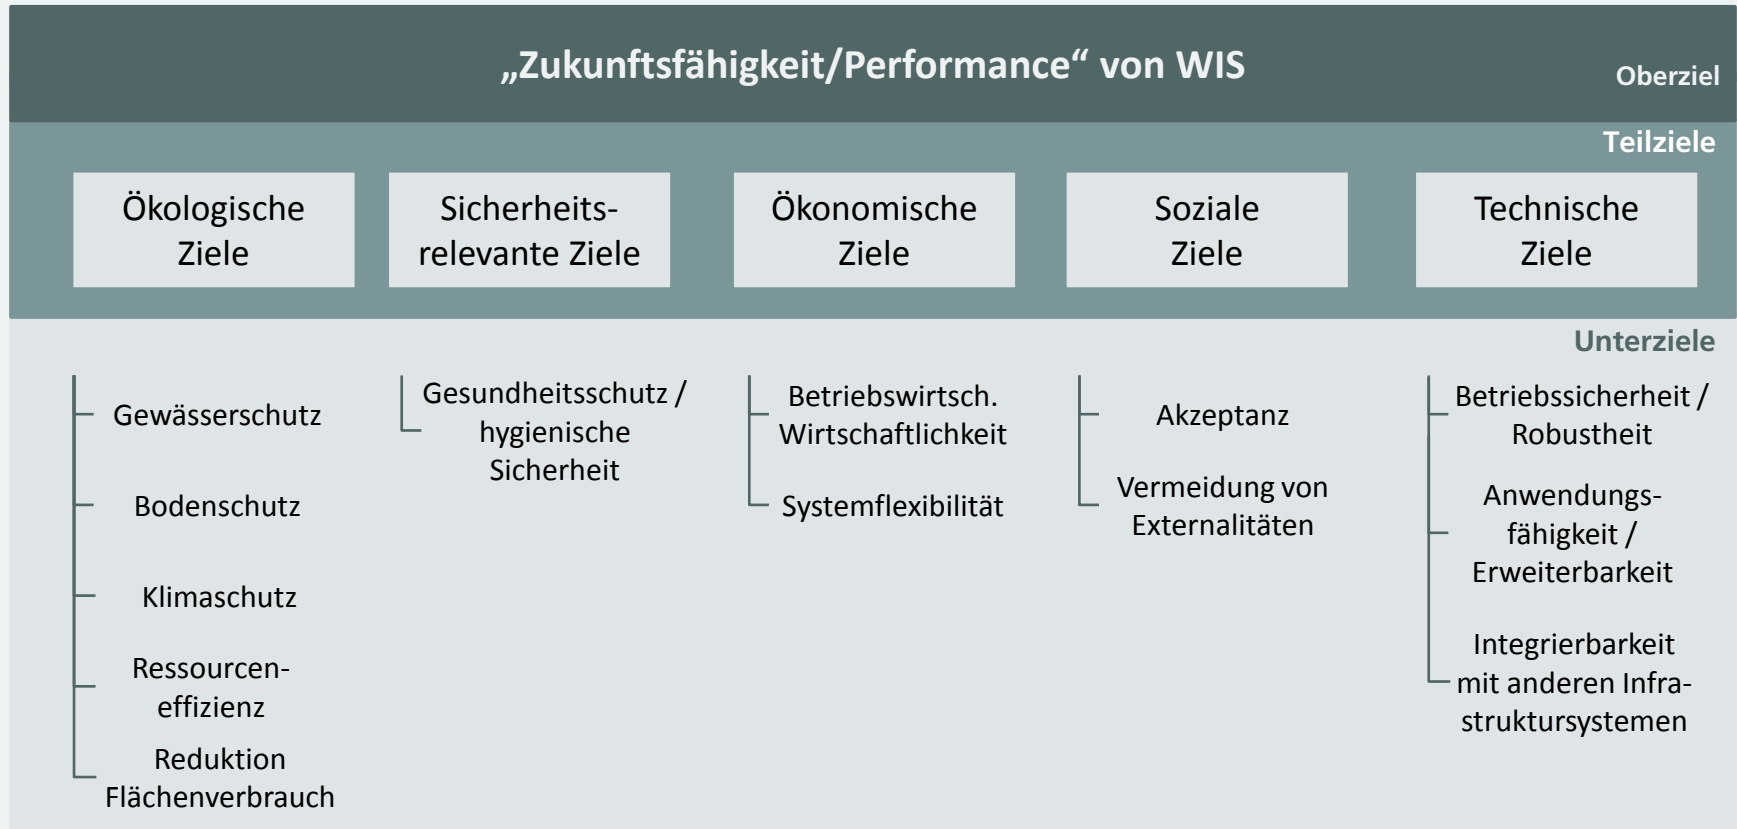 „Zukunftsfähigkeit/Performance“ von WIS
Oberziel
Teilziele
Ökologische
Ziele
Sicherheits-
relevante Ziele
Ökonomische
Ziele
Soziale
Ziele
Technische
Ziele
Unterziele
Gewässerschutz
Bodenschutz
Klimaschutz
Ressourcen-
effizienz
Reduktion
Flächenverbrauch
Gesundheitsschutz /
hygienische
Sicherheit
Betriebswirtsch.
Wirtschaftlichkeit
Systemflexibilität
Akzeptanz
Vermeidung von
Externalitäten
Betriebssicherheit /
Robustheit
Anwendungs-
fähigkeit /
Erweiterbarkeit
Integrierbarkeit
mit anderen Infra-
struktursystemen